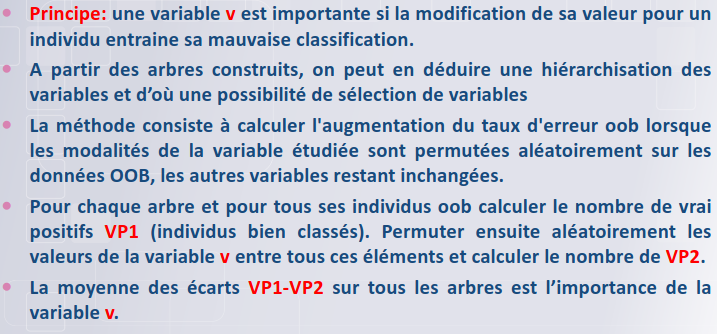 • Principe: une variable v est importante si la modification de sa valeur pour un
individu entraine sa mauvaise classification.
• A partir des arbres construits, on peut en déduire une hiérarchisation des
variables et d'où une possibilité de sélection de variables
• La méthode consiste à calculer l'augmentation du taux d'erreur oob lorsque
les modalités de la variable étudiée sont permutées aléatoirement sur les
données OOB, les autres variables restant inchangées.
• Pour chaque arbre et pour tous ses individus oob calculer le nombre de vrai
positifs VP1 (individus bien classés). Permuter ensuite aléatoirement les
valeurs de la variable v entre tous ces éléments et calculer le nombre de VP2.
• La moyenne des écarts VP1-VP2 sur tous les arbres est l'importance de la
variable v.